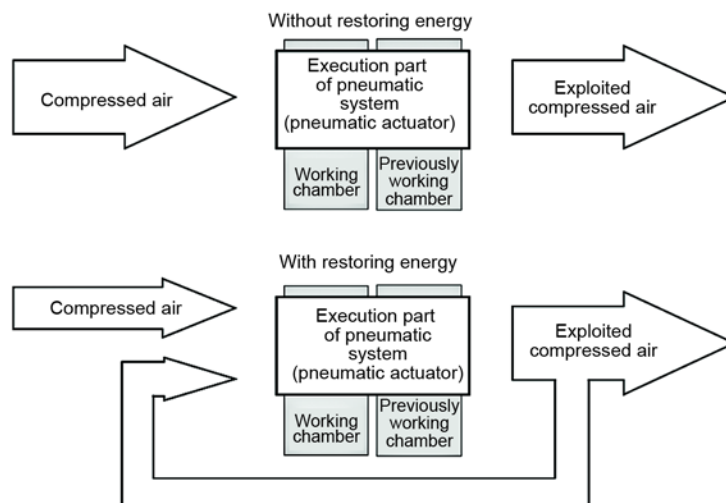 Without restoring energy
Compressed air
Execution part
of pneumatic
system
(pneumatic actuator)
Exploited
compressed air
Working
chamber
Previously
working
chamber
With restoring energy
Compressed air
Execution part
of pneumatic
system
(pneumatic actuator)
Exploited
compressed air
Working
chamber
Previously
working
chamber